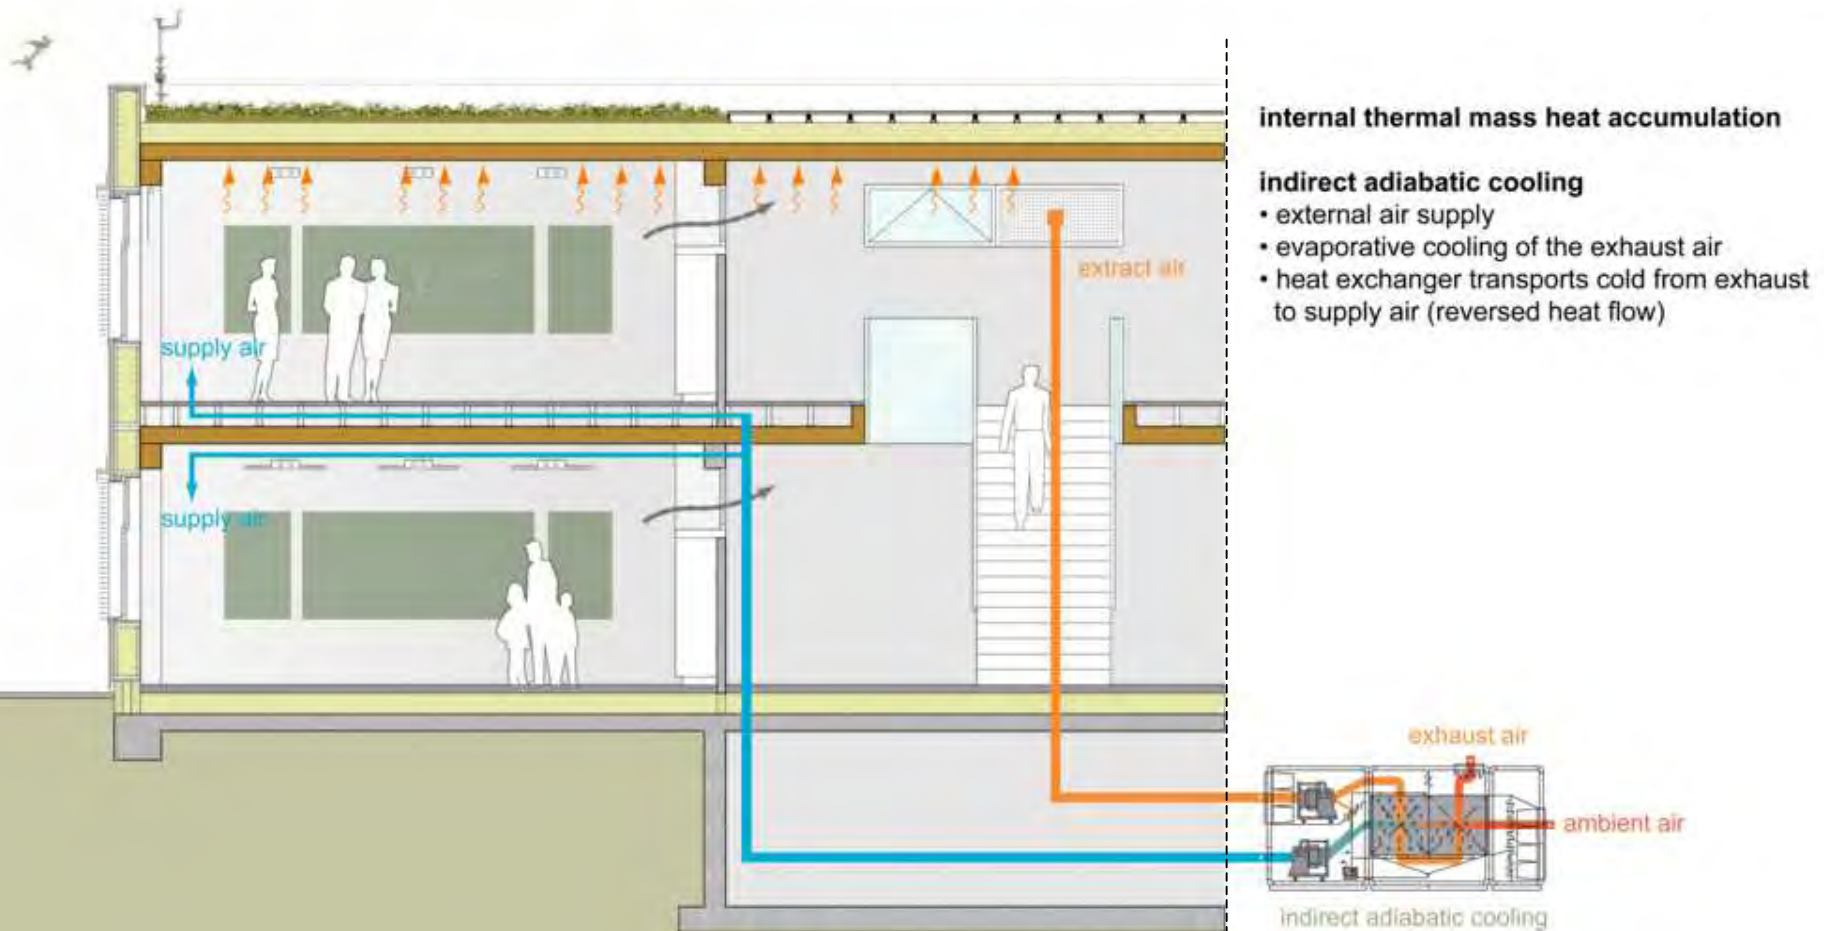 internal thermal mass heat accumulation
indirect adiabatic cooling
• external air supply
• evaporative cooling of the exhaust air
• heat exchanger transports cold from exhaust
to supply air (reversed heat flow)
extract air
supply air
supply air
exhaust air
ambient air
indirect adiabatic cooling